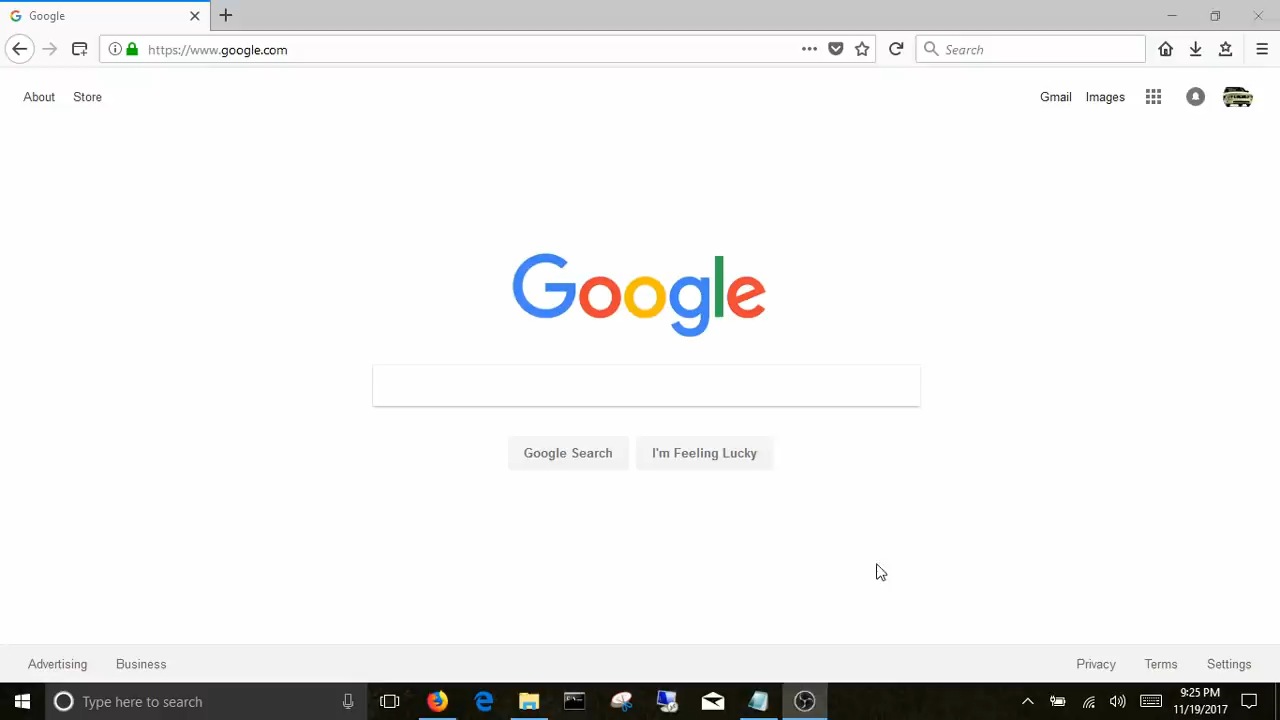 Google
https://www.google.com
Search
About Store
Gmail Images
Google
Google Search I'm Feeling Lucky
Advertising Business
Privacy Terms Settings
Type here to search
9:25 PM
11/19/2017